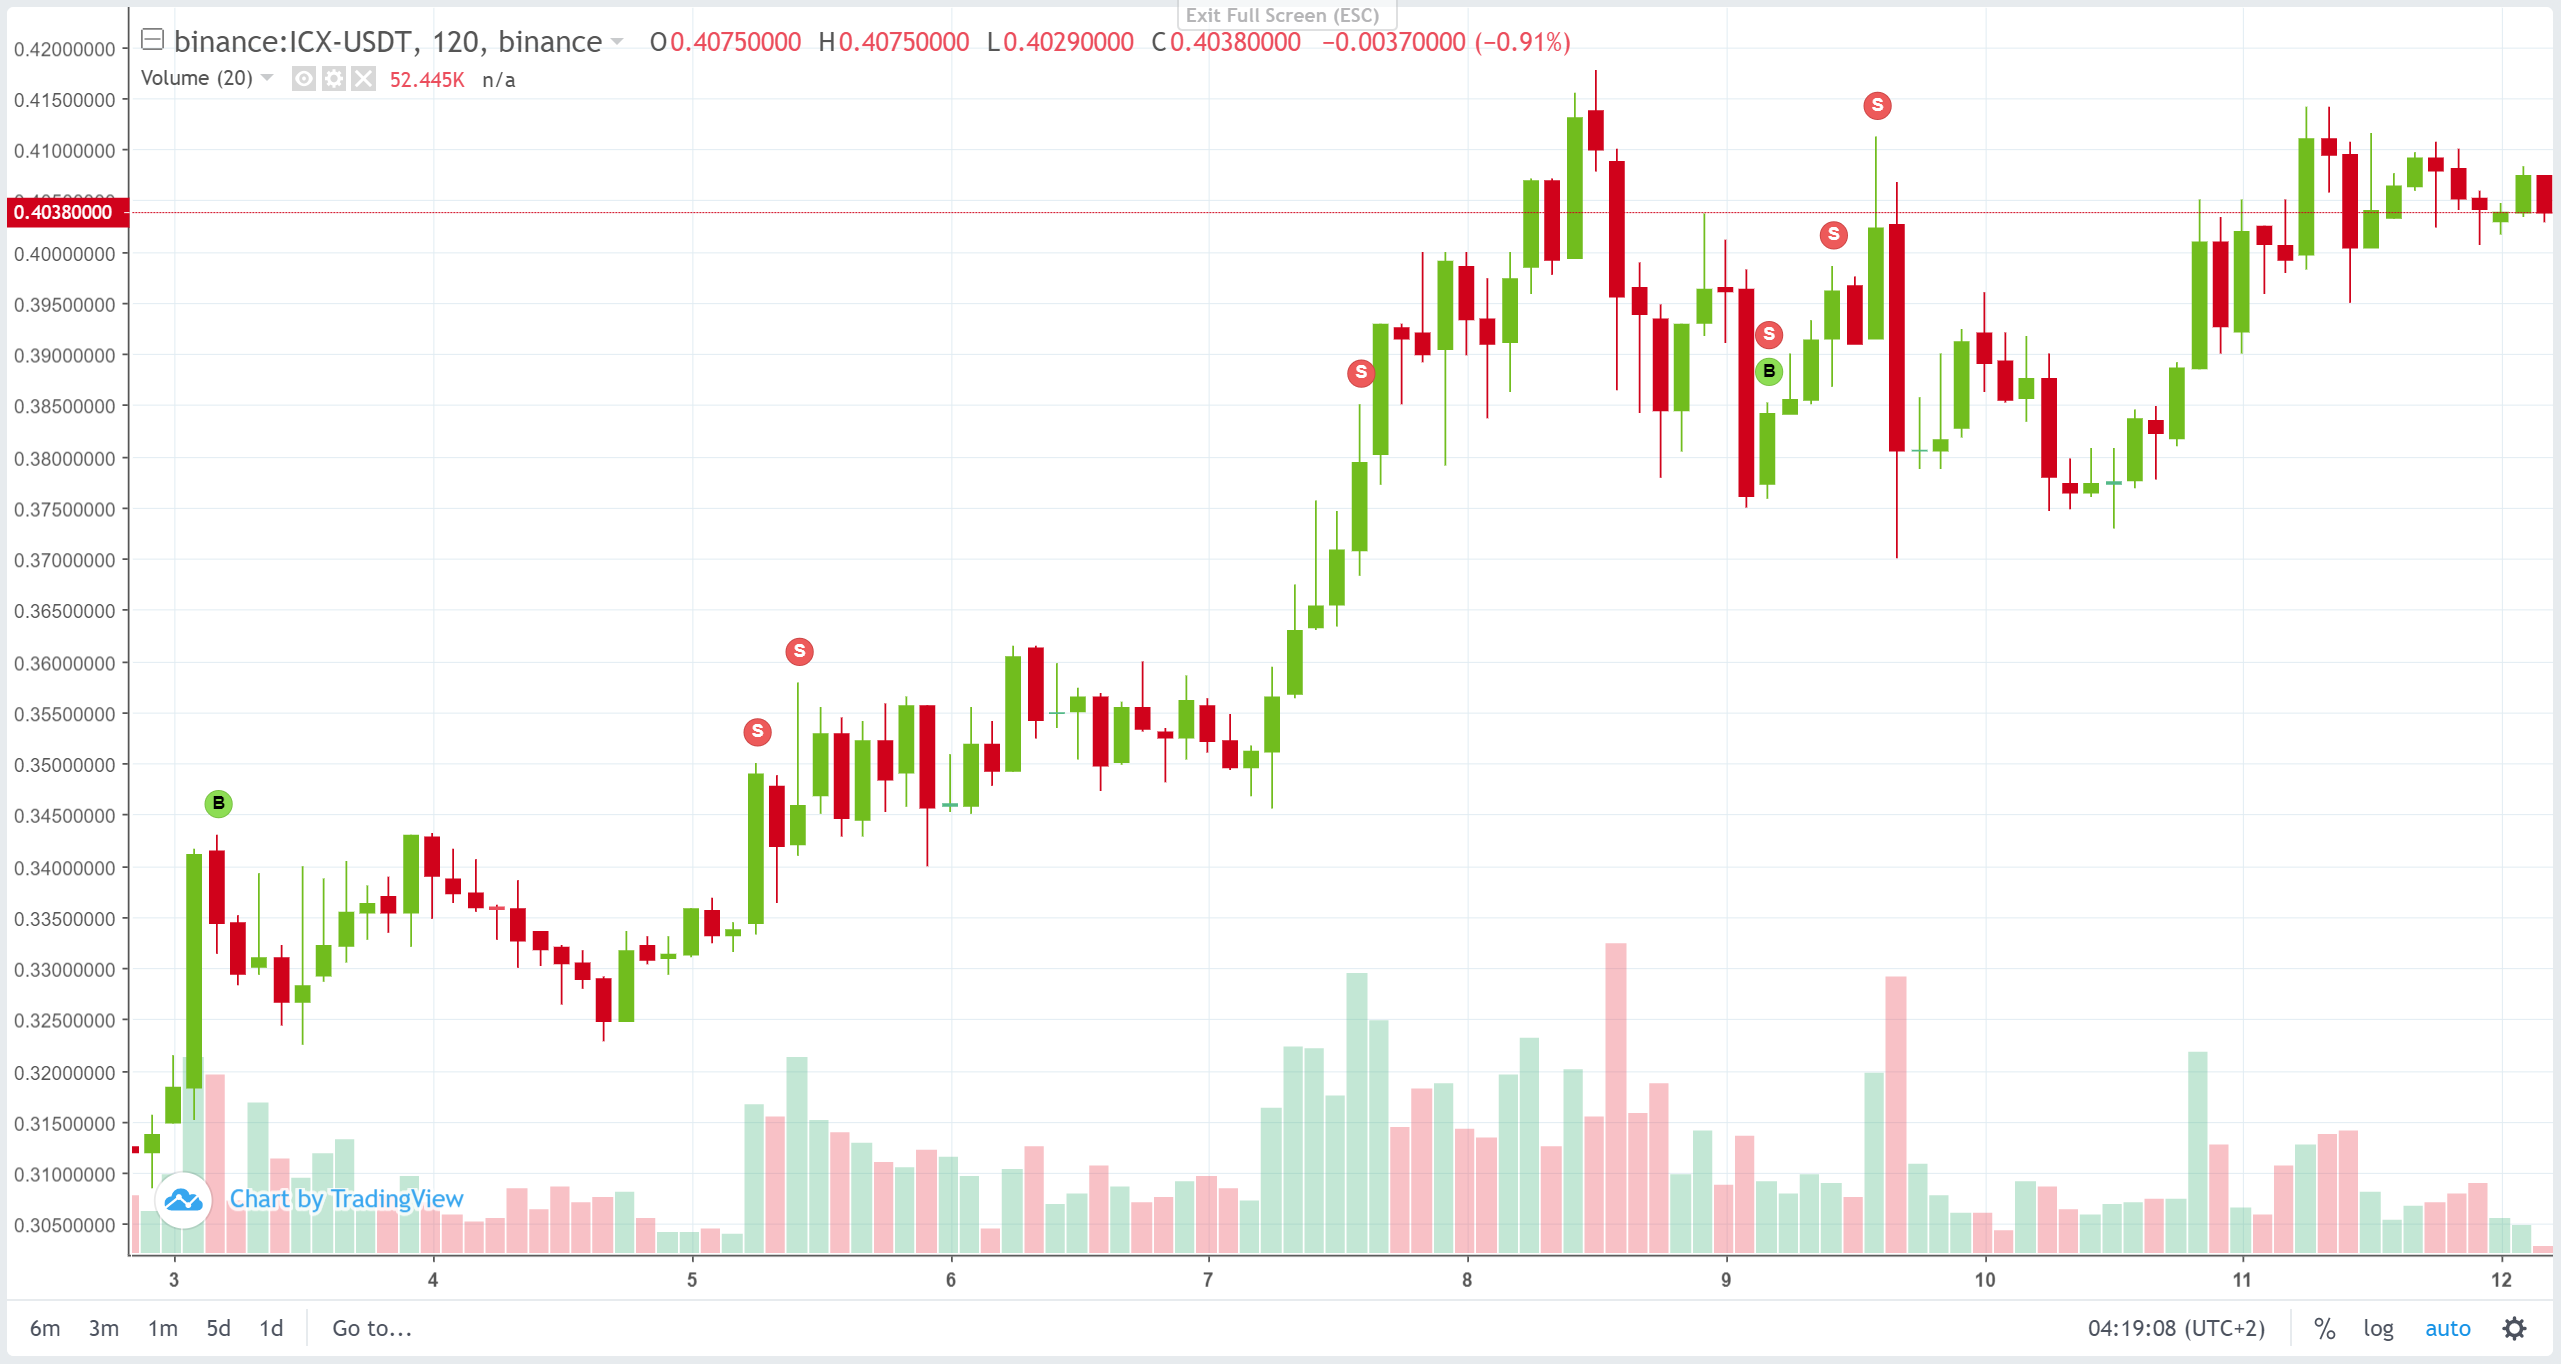 Exit Full Screen (ESC)
binance:ICX-USDT, 120, binance O0.40750000 H0.40750000 L0.40290000 C0.40380000 −0.00370000 (−0.91%)
Volume (20) 52.445K n/a
0.42000000
0.41500000
0.41000000
0.40500000
0.40380000
0.40000000
0.39500000
0.39000000
0.38500000
0.38000000
0.37500000
0.37000000
0.36500000
0.36000000
0.35500000
0.35000000
0.34500000
0.34000000
0.33500000
0.33000000
0.32500000
0.32000000
0.31500000
0.31000000
0.30500000
B
S
S
S
S
B
S
S
Chart by TradingView
3 4 5 6 7 8 9 10 11 12
6m 3m 1m 5d 1d Go to... 04:19:08 (UTC+2) % log auto